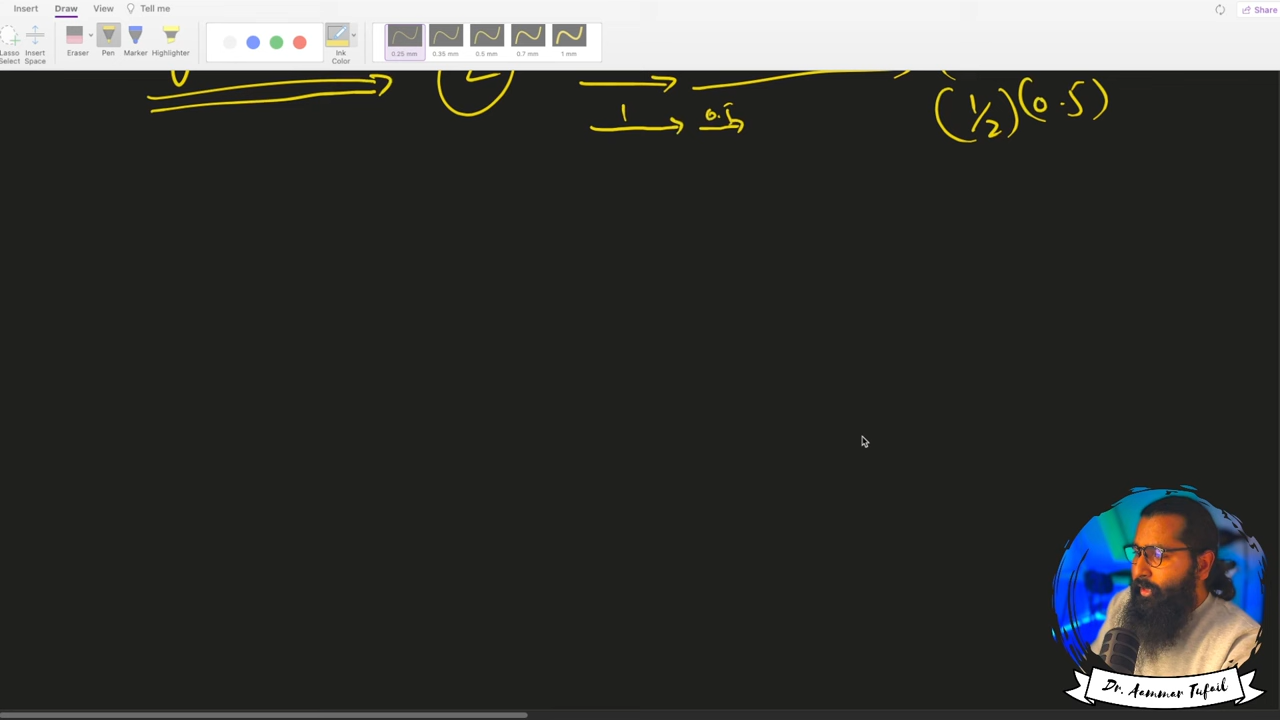 Insert Draw View Tell me Share
Lasso Select
Insert Space
Eraser
Pen
Marker
Highlighter
Ink Color
0.25 mm
0.35 mm
0.5 mm
0.7 mm
1 mm
(1/2)(0.5)
1 0.5
Dr. Aammar Tufail